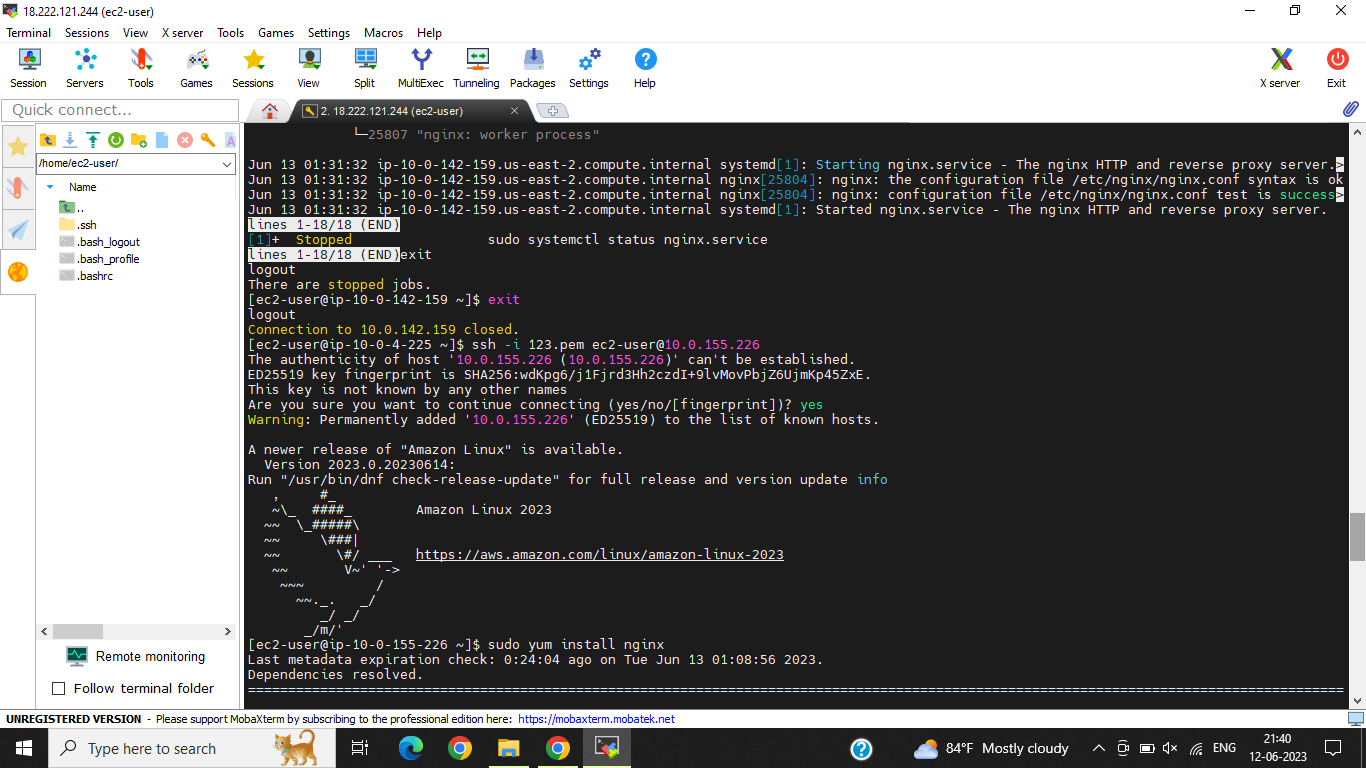 18.222.121.244 (ec2-user)
Terminal Sessions View X server Tools Games Settings Macros Help
Session Servers Tools Games Sessions View Split MultiExec Tunneling Packages Settings Help X server Exit
Quick connect...
2. 18.222.121.244 (ec2-user)
/home/ec2-user/
Name
..
.ssh
.bash_logout
.bash_profile
.bashrc
Remote monitoring
Follow terminal folder
└─25807 "nginx: worker process"
Jun 13 01:31:32 ip-10-0-142-159.us-east-2.compute.internal systemd[1]: Starting nginx.service - The nginx HTTP and reverse proxy server.>
Jun 13 01:31:32 ip-10-0-142-159.us-east-2.compute.internal nginx[25804]: nginx: the configuration file /etc/nginx/nginx.conf syntax is ok
Jun 13 01:31:32 ip-10-0-142-159.us-east-2.compute.internal nginx[25804]: nginx: configuration file /etc/nginx/nginx.conf test is success>
Jun 13 01:31:32 ip-10-0-142-159.us-east-2.compute.internal systemd[1]: Started nginx.service - The nginx HTTP and reverse proxy server.
lines 1-18/18 (END)
[1]+  Stopped                 sudo systemctl status nginx.service
lines 1-18/18 (END)exit
logout
There are stopped jobs.
[ec2-user@ip-10-0-142-159 ~]$ exit
logout
Connection to 10.0.142.159 closed.
[ec2-user@ip-10-0-4-225 ~]$ ssh -i 123.pem ec2-user@10.0.155.226
The authenticity of host '10.0.155.226 (10.0.155.226)' can't be established.
ED25519 key fingerprint is SHA256:wdKpg6/j1Fjrd3Hh2czdI+9lvMovPbjZ6UjmKp45ZxE.
This key is not known by any other names
Are you sure you want to continue connecting (yes/no/[fingerprint])? yes
Warning: Permanently added '10.0.155.226' (ED25519) to the list of known hosts.
A newer release of "Amazon Linux" is available.
Version 2023.0.20230614:
Run "/usr/bin/dnf check-release-update" for full release and version update info
   ,     #_
   ~\_  ####_        Amazon Linux 2023
  ~~  \_#####\
  ~~     \###|
  ~~       \#/ ___   https://aws.amazon.com/linux/amazon-linux-2023
   ~~       V~' '->
    ~~~         /
      ~~._.   _/
         _/ _/
       _/m/'
[ec2-user@ip-10-0-155-226 ~]$ sudo yum install nginx
Last metadata expiration check: 0:24:04 ago on Tue Jun 13 01:08:56 2023.
Dependencies resolved.
UNREGISTERED VERSION - Please support MobaXterm by subscribing to the professional edition here: https://mobaxterm.mobatek.net
Type here to search
84°F Mostly cloudy
ENG
21:40
12-06-2023